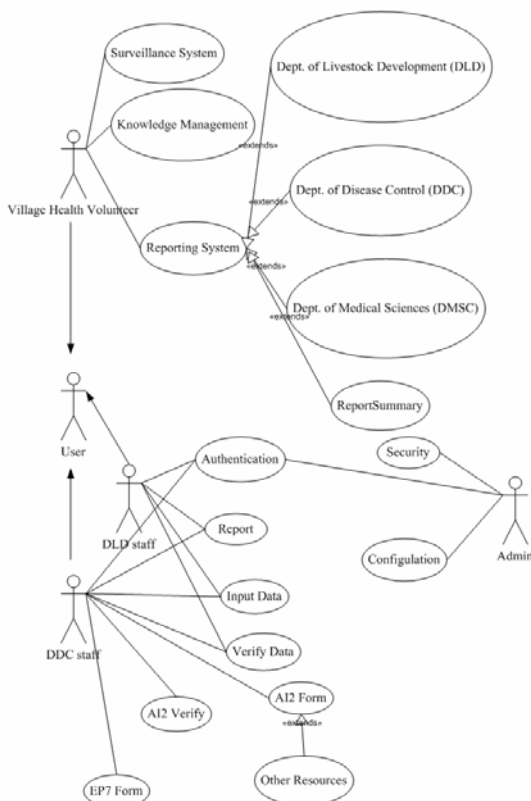 Surveillance System
Dept. of Livestock Development (DLD)
Knowledge Management
«extends»
Village Health Volunteer
Dept. of Disease Control (DDC)
«extends»
Reporting System
«extends»
Dept. of Medical Sciences (DMSC)
«extends»
ReportSummary
User
Authentication
Security
DLD staff
Report
Configulation
Admin
Input Data
DDC staff
Verify Data
AI2 Form
AI2 Verify
«extends»
Other Resources
EP7 Form